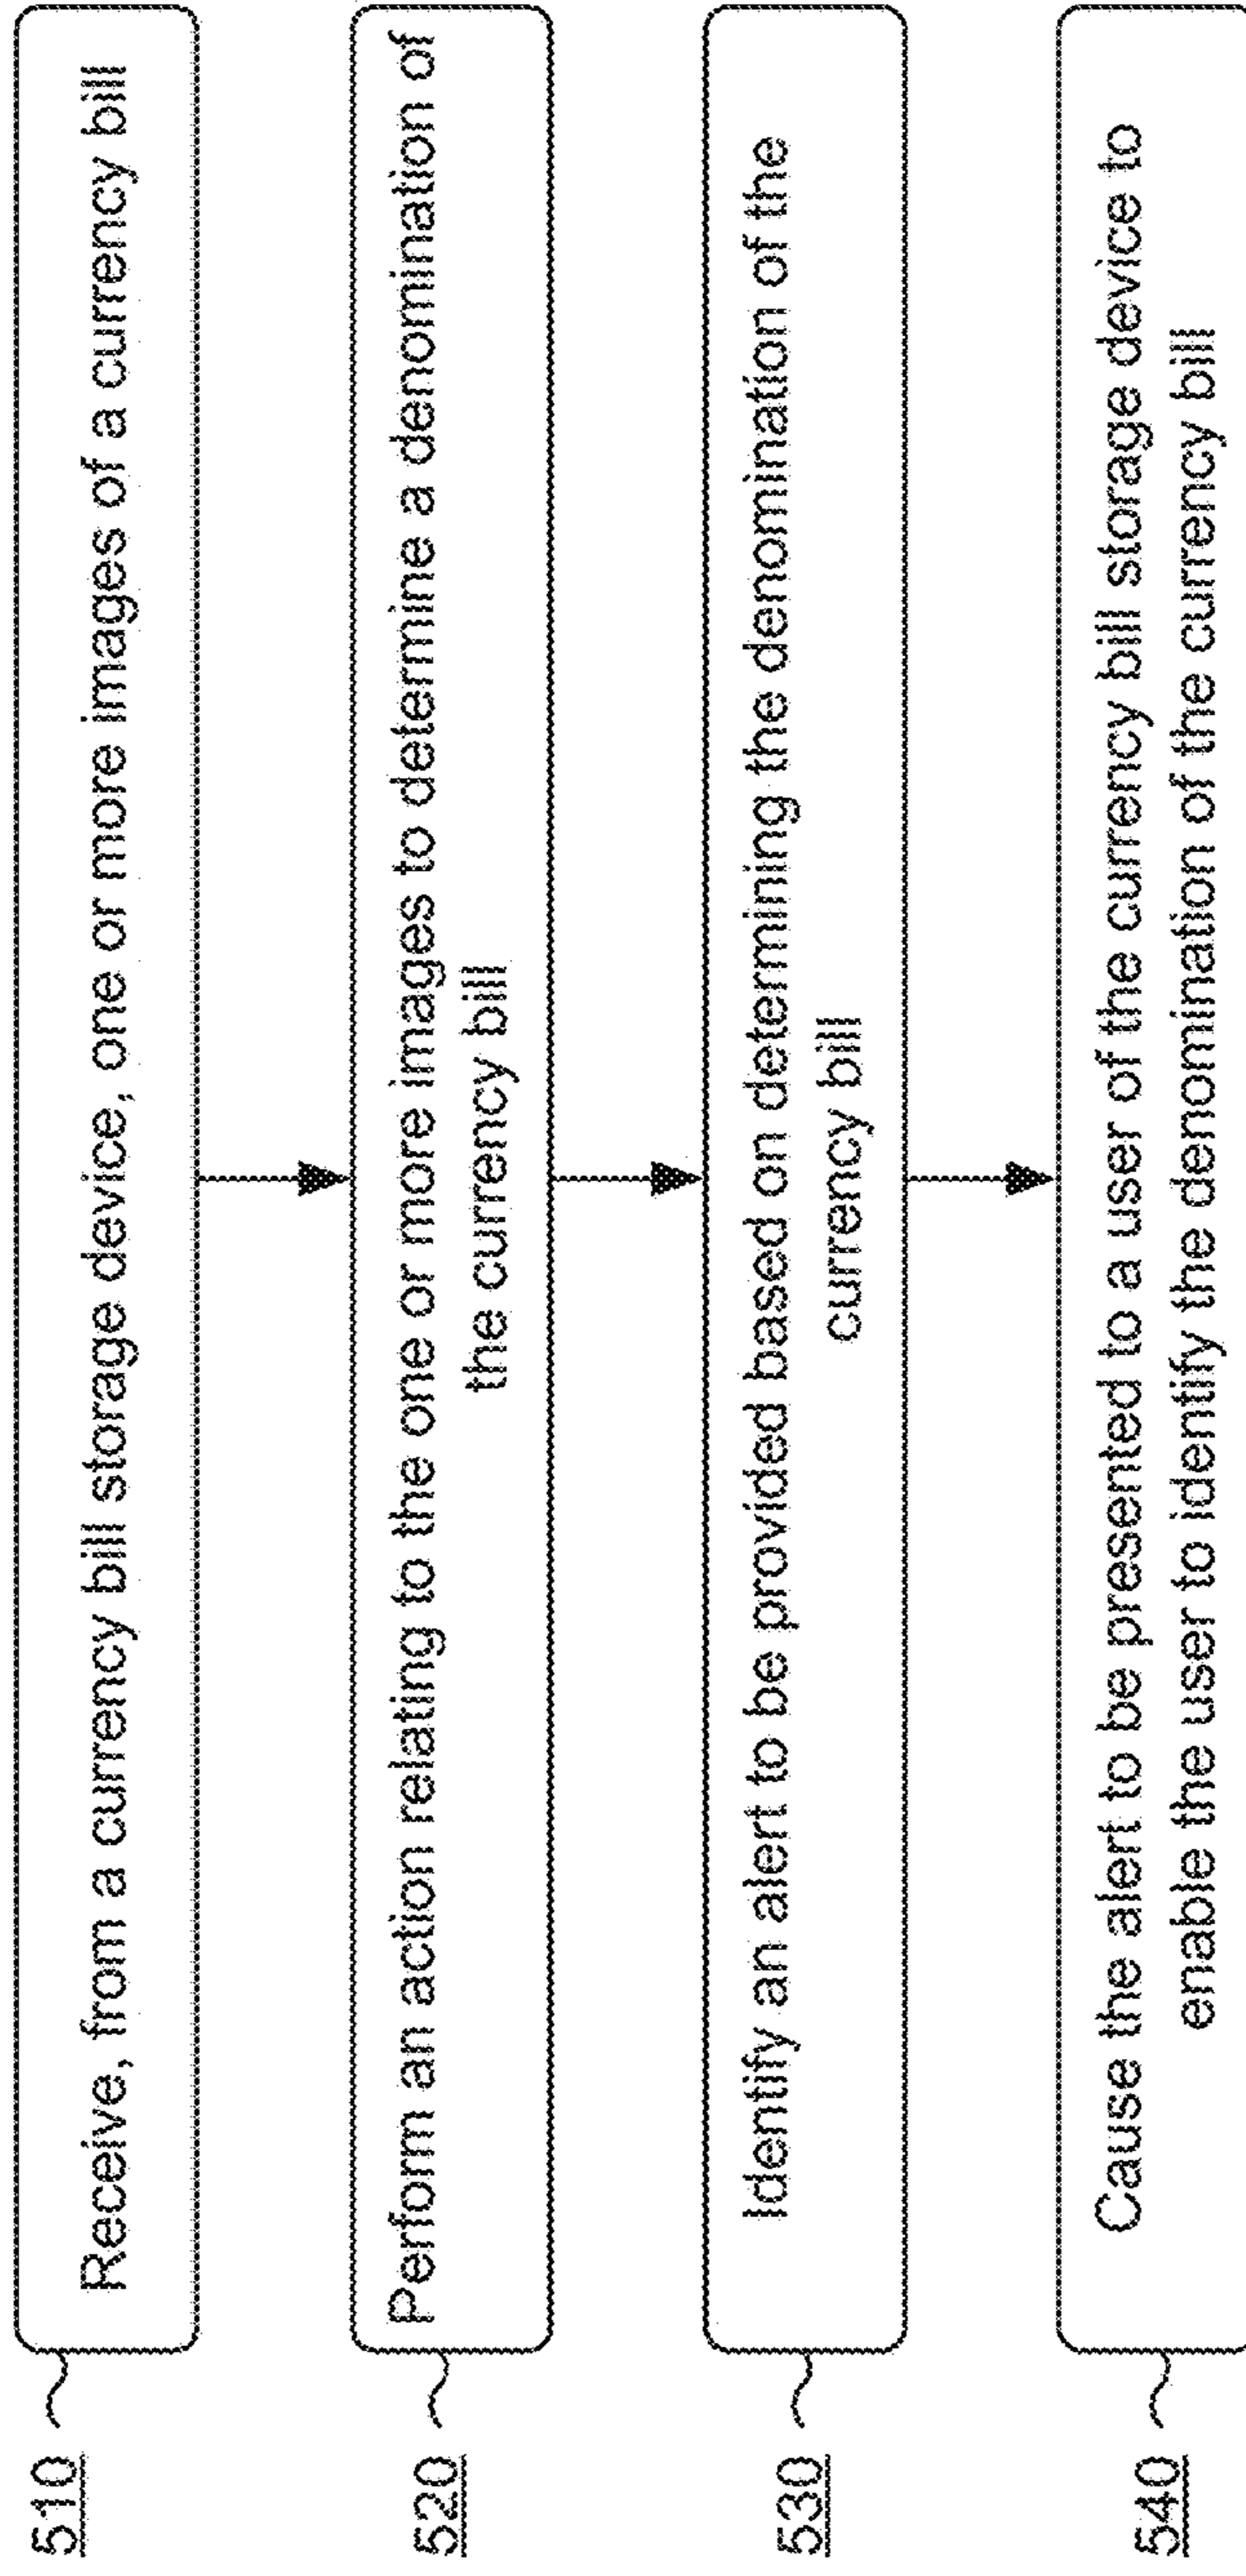 510
Receive, from a currency bill storage device, one or more images of a currency bill
520
Perform an action relating to the one or more images to determine a denomination of
the currency bill
530
Identify an alert to be provided based on determining the denomination of the
currency bill
540
Cause the alert to be presented to a user of the currency bill storage device to
enable the user to identify the denomination of the currency bill